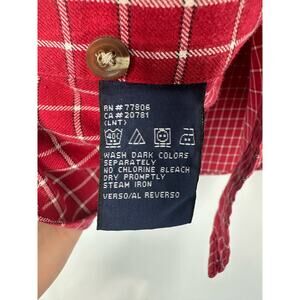 RN#77806
CA#20781
(LNT)
40C
WASH DARK COLORS
SEPARATELY
NO CHLORINE BLEACH
DRY PROMPTLY
STEAM IRON
VERSO/AL REVERSO